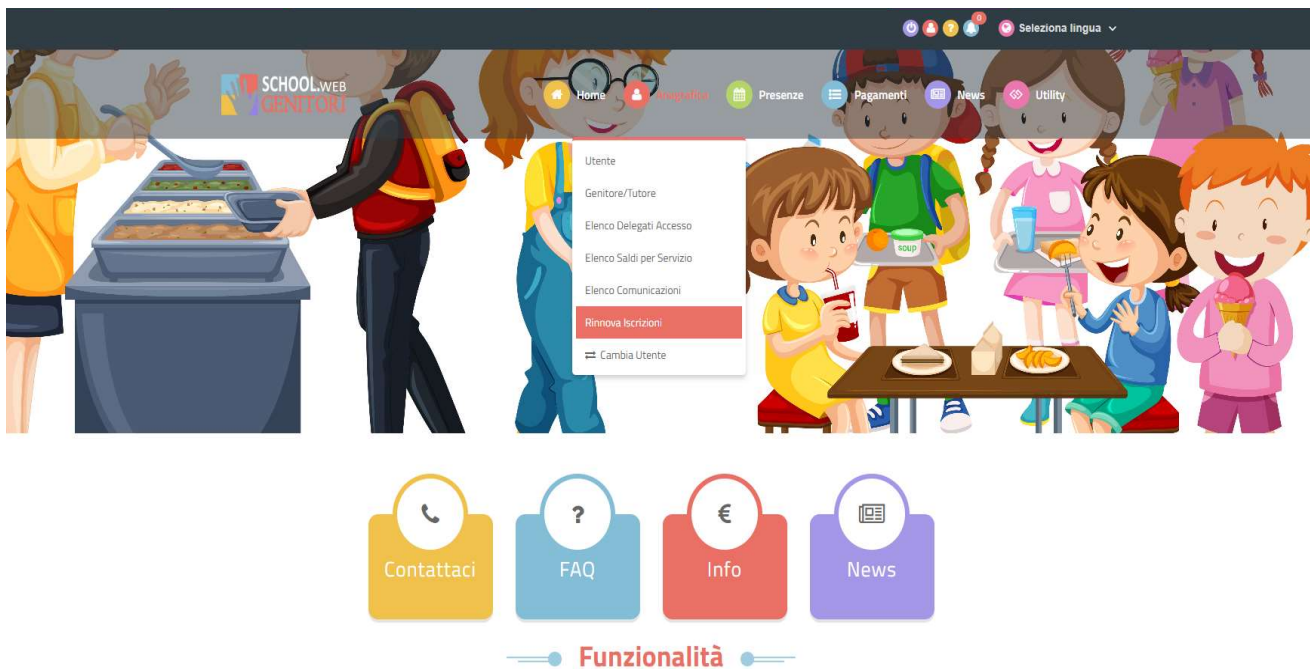 0
?
Seleziona lingua
SCHOOL.WEB
GENITORI
Home Anagrafica Presenze Pagamenti News Utility
Utente
Genitore/Tutore
Elenco Delegati Accesso
Elenco Saldi per Servizio
Elenco Comunicazioni
Rinnova Iscrizioni
Cambia Utente
SOUP
?
€
Contattaci FAQ Info News
Funzionalità